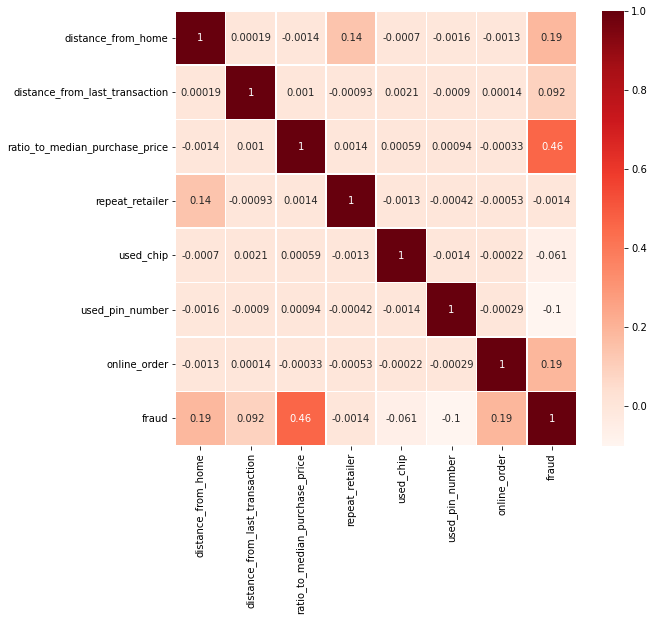 distance_from_home 1 0.00019 -0.0014 0.14 -0.0007 -0.0016 -0.0013 0.19
distance_from_last_transaction 0.00019 1 0.001 -0.00093 0.0021 -0.0009 0.00014 0.092
ratio_to_median_purchase_price -0.0014 0.001 1 0.0014 0.00059 0.00094 -0.00033 0.46
repeat_retailer 0.14 -0.00093 0.0014 1 -0.0013 -0.00042 -0.00053 -0.0014
used_chip -0.0007 0.0021 0.00059 -0.0013 1 -0.0014 -0.00022 -0.061
used_pin_number -0.0016 -0.0009 0.00094 -0.00042 -0.0014 1 -0.00029 -0.1
online_order -0.0013 0.00014 -0.00033 -0.00053 -0.00022 -0.00029 1 0.19
fraud 0.19 0.092 0.46 -0.0014 -0.061 -0.1 0.19 1
distance_from_home
distance_from_last_transaction
ratio_to_median_purchase_price
repeat_retailer
used_chip
used_pin_number
online_order
fraud
1.0
0.8
0.6
0.4
0.2
0.0